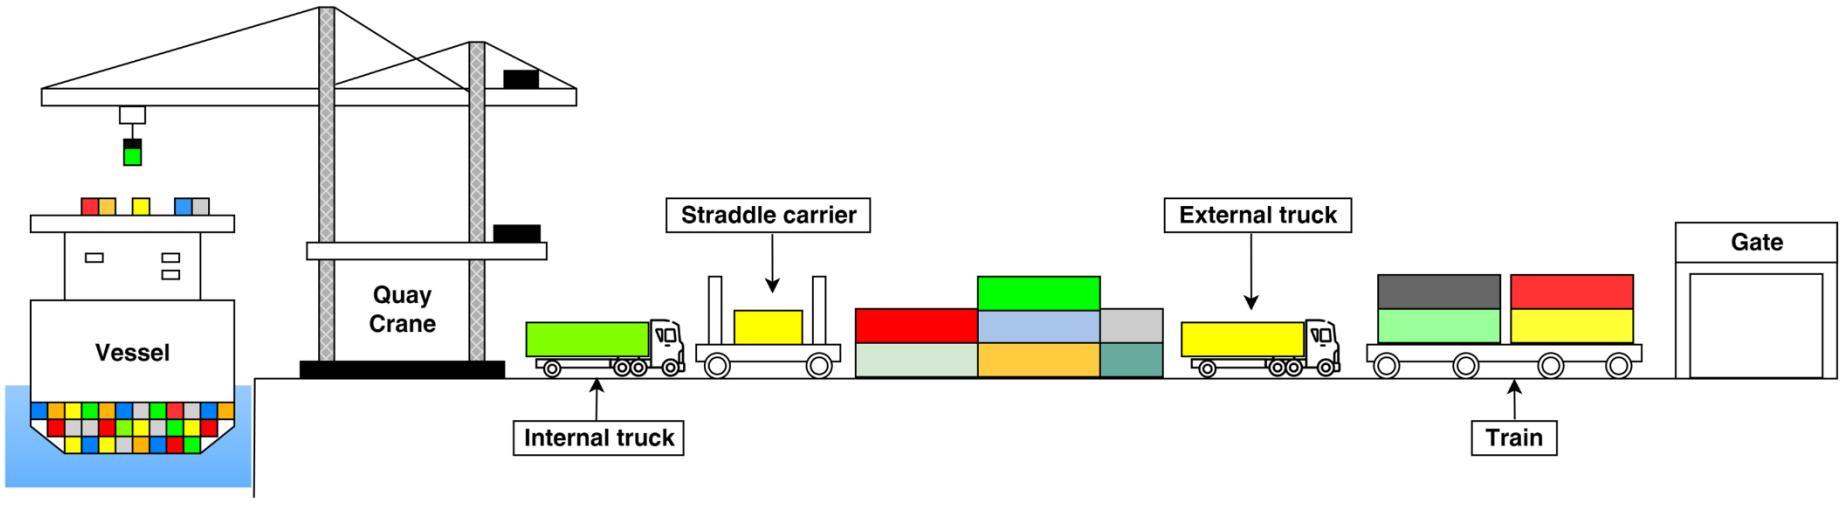 Straddle carrier
External truck
Gate
Quay
Crane
Vessel
Internal truck
Train